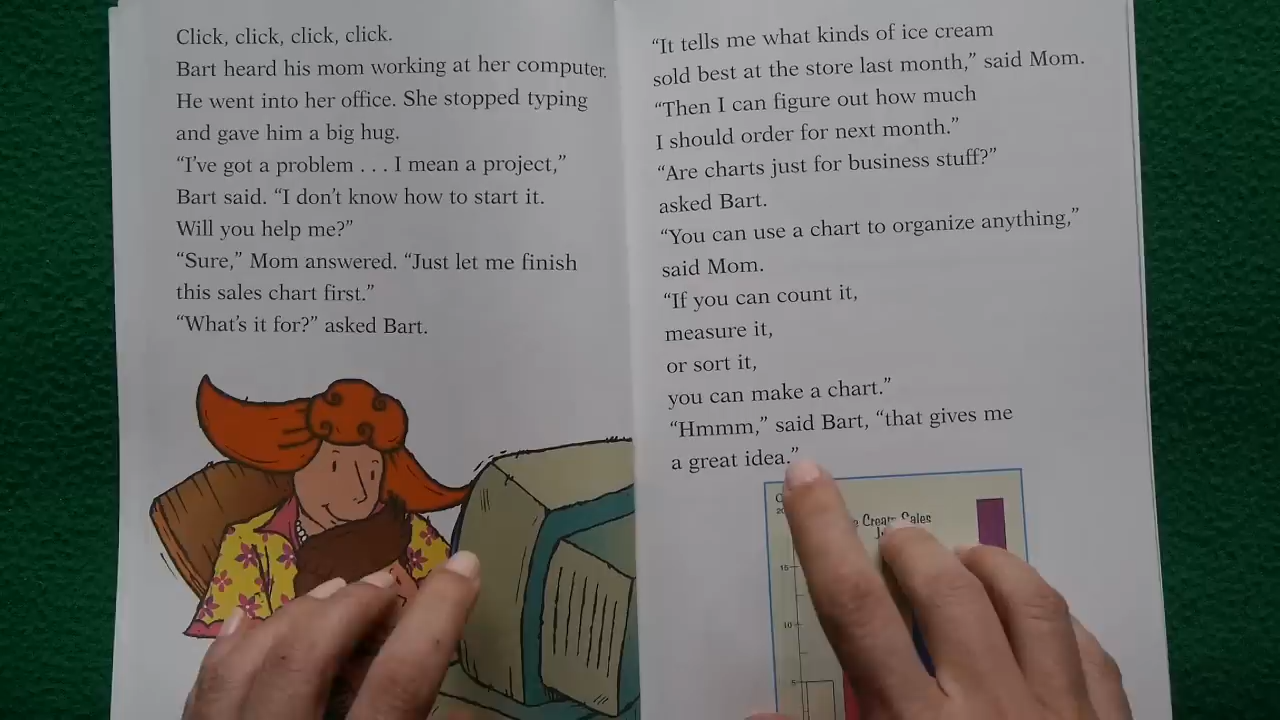 Click, click, click, click.
Bart heard his mom working at her computer.
He went into her office. She stopped typing
and gave him a big hug.
“I’ve got a problem . . . I mean a project,”
Bart said. “I don’t know how to start it.
Will you help me?”
“Sure,” Mom answered. “Just let me finish
this sales chart first.”
“What’s it for?” asked Bart.
“It tells me what kinds of ice cream
sold best at the store last month,” said Mom.
“Then I can figure out how much
I should order for next month.”
“Are charts just for business stuff?”
asked Bart.
“You can use a chart to organize anything,”
said Mom.
“If you can count it,
measure it,
or sort it,
you can make a chart.”
“Hmmm,” said Bart, “that gives me
a great idea.”
Cream Sales
15
10
5